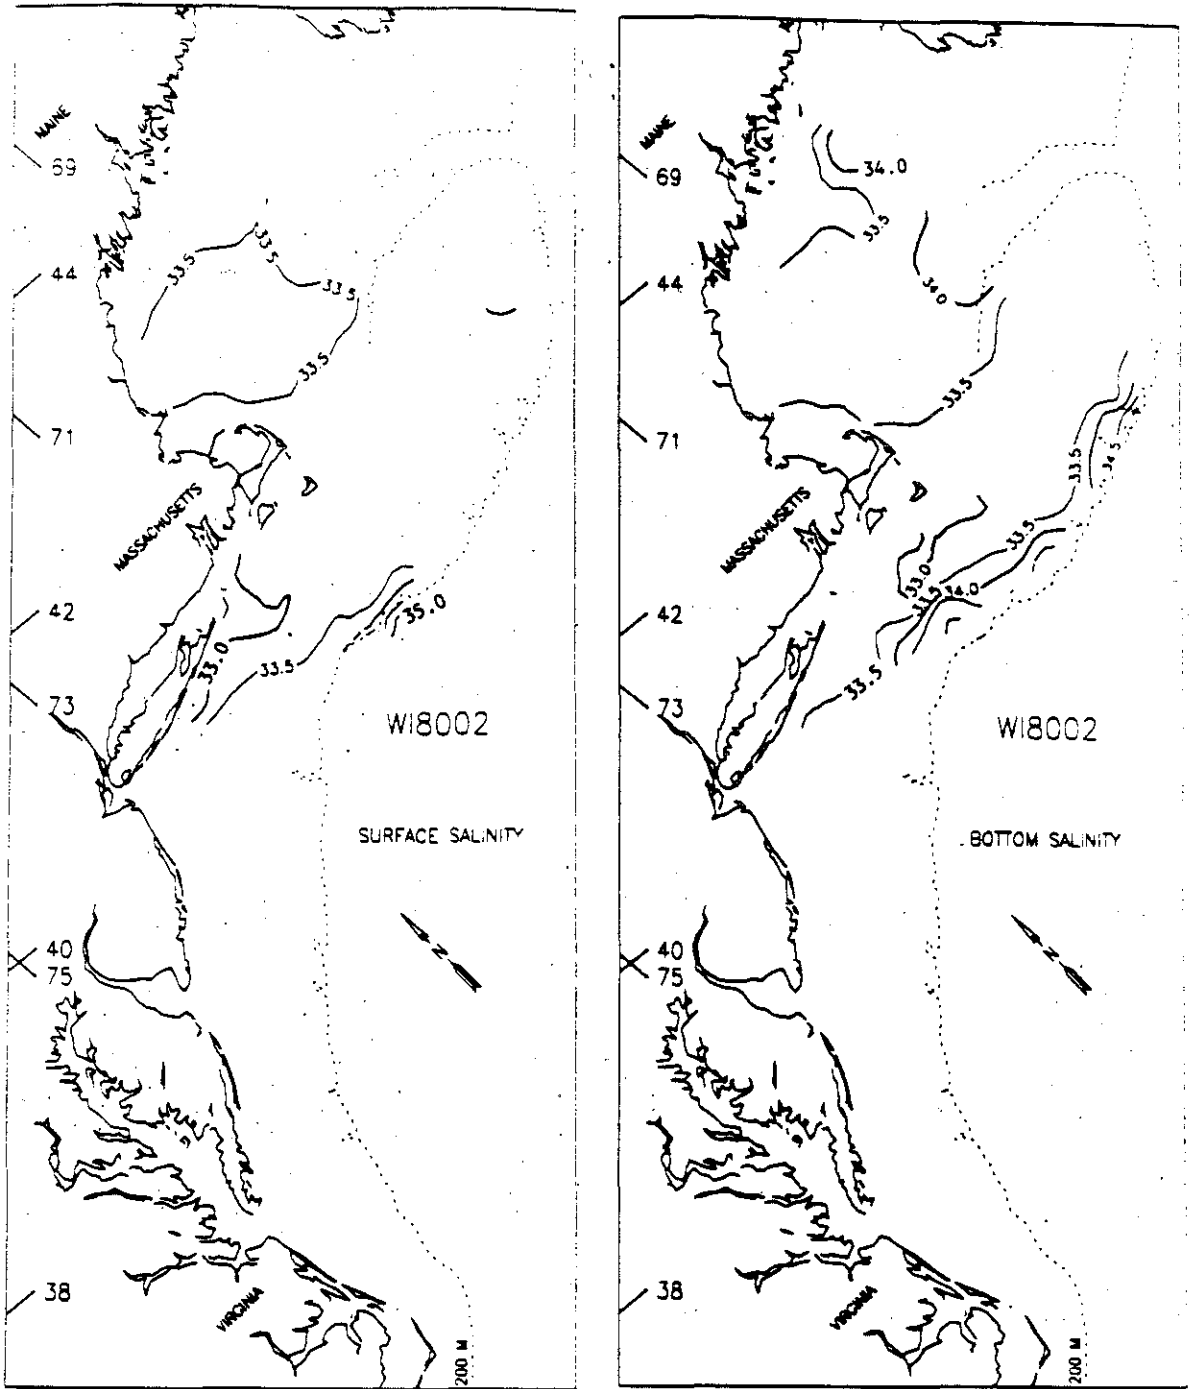 MAINE
69
33.5
33.5
33.5
44
33.5
71
MASSACHUSETTS
42
35.0
33.0
33.5
73
WI8002
SURFACE SALINITY
N
40
75
38
VIRGINIA
200 M
MAINE
69
34.0
33.5
44
34.0
33.5
71
33.5
34.5
MASSACHUSETTS
33.5
33.0
34.0
33.5
42
33.5
73
WI8002
BOTTOM SALINITY
N
40
75
38
VIRGINIA
200 M